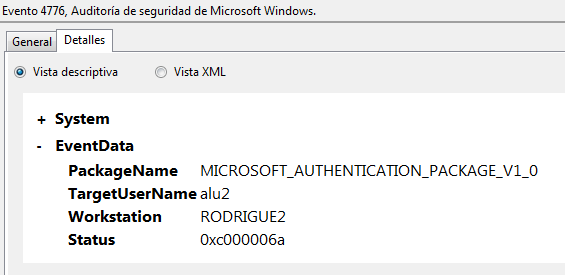 Evento 4776, Auditoría de seguridad de Microsoft Windows.
General Detalles
Vista descriptiva Vista XML
+ System
- EventData
PackageName MICROSOFT_AUTHENTICATION_PACKAGE_V1_0
TargetUserName alu2
Workstation RODRIGUE2
Status 0xc000006a